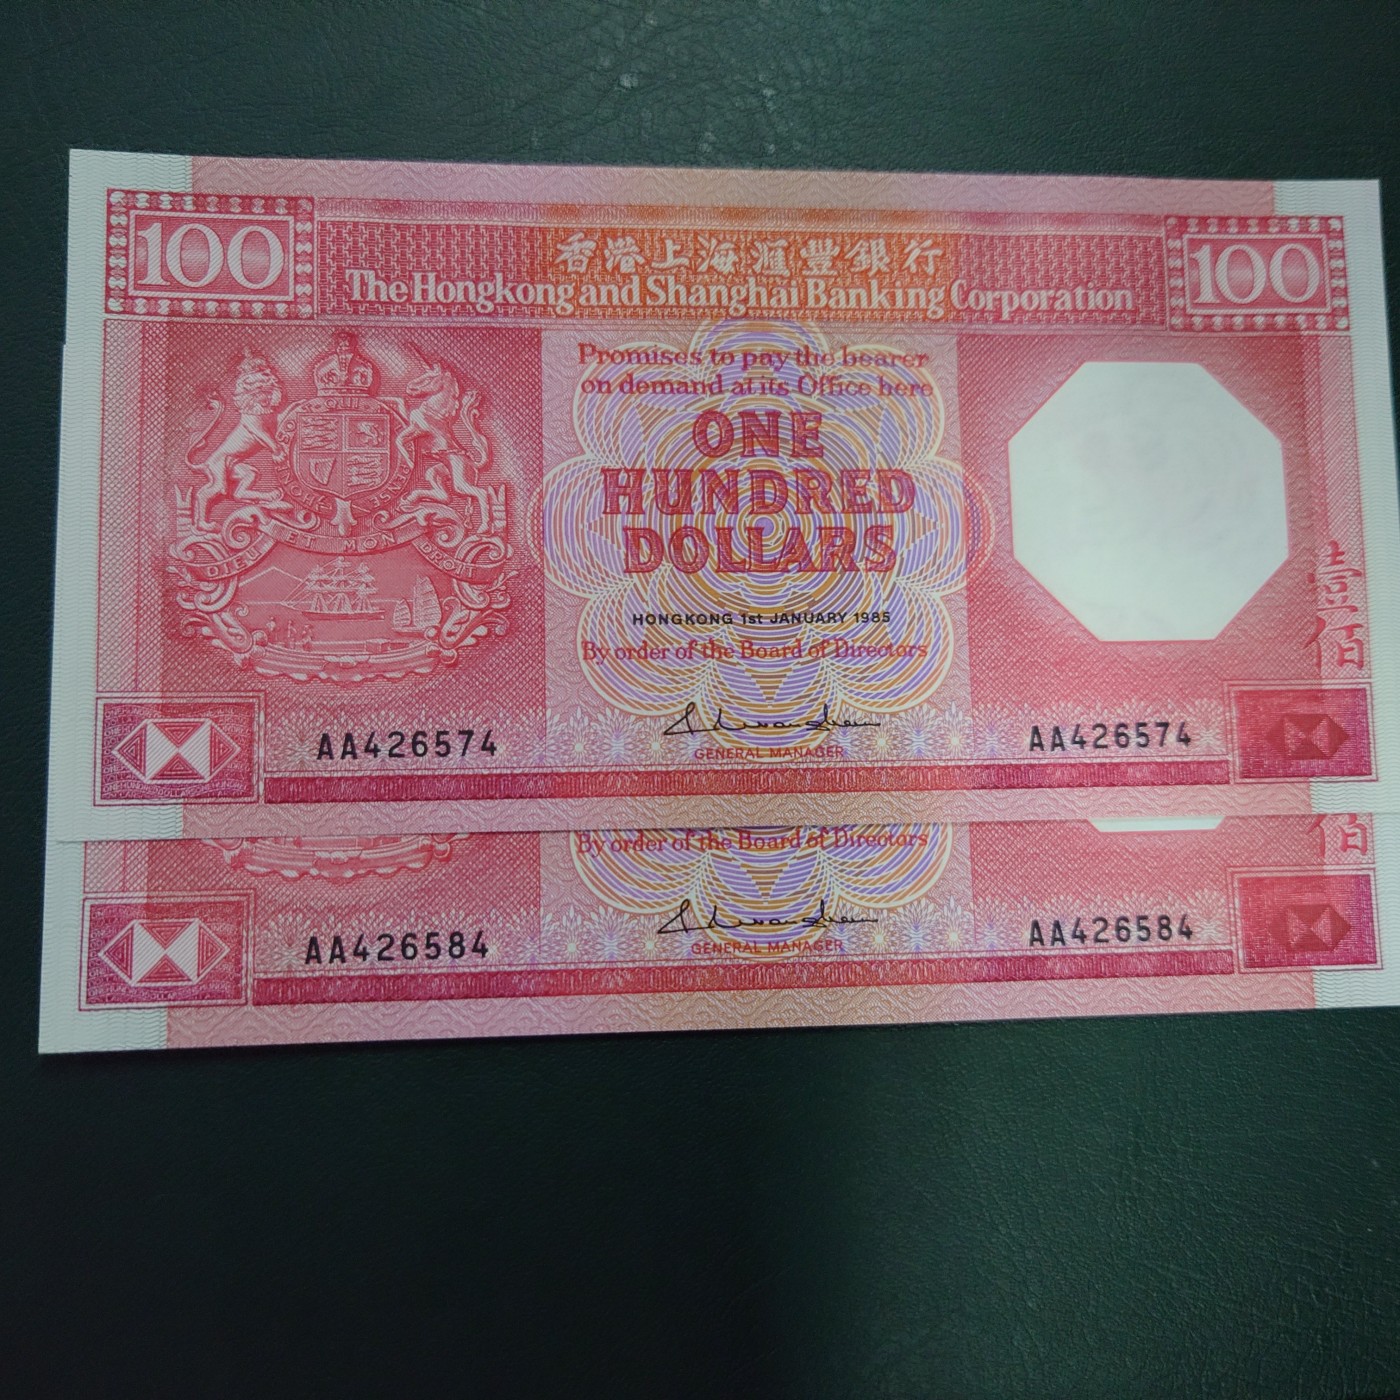 100
香港上海滙豐銀行
100
The Hongkong and Shanghai Banking Corporation
Promises to pay the bearer
on demand at its Office here
ONE
HUNDRED
DOLLARS
DIEU ET MON DROIT
壹佰
HONGKONG 1st JANUARY 1985
By order of the Board of Directors
GENERAL MANAGER
AA426574
AA426574
By order of the Board of Directors
佰
GENERAL MANAGER
AA426584
AA426584